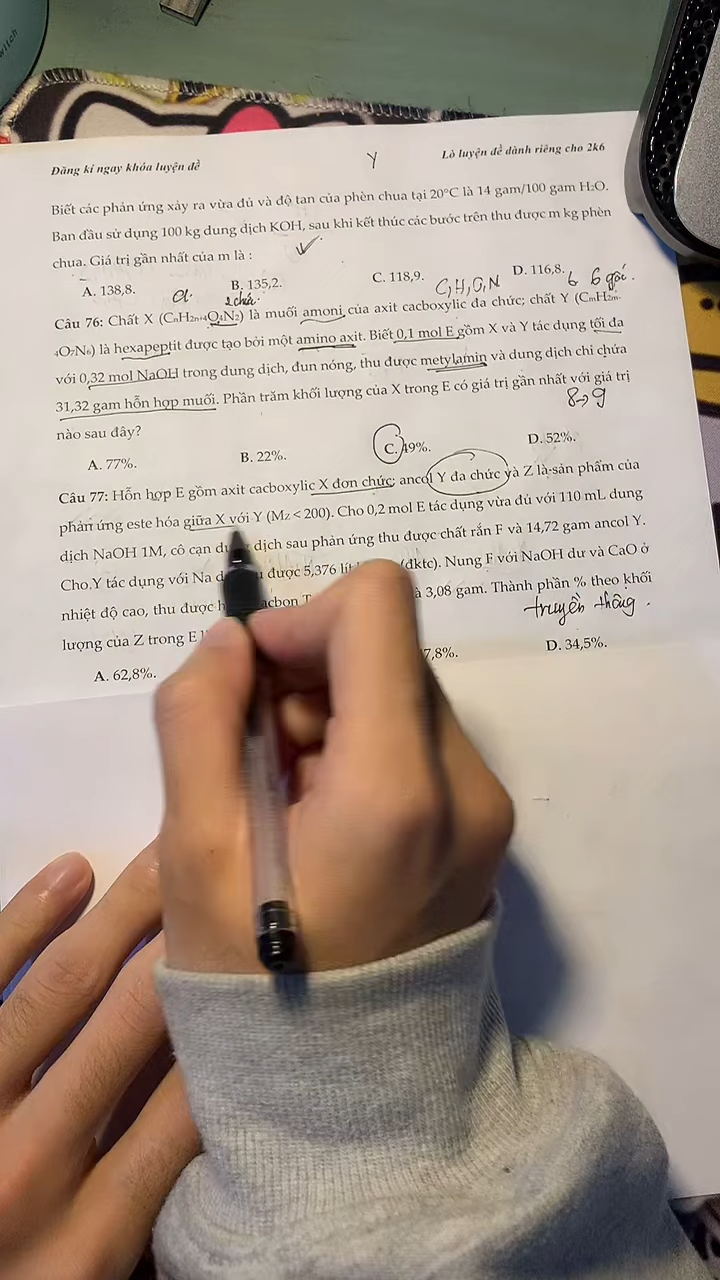 witch
Đăng kí ngay khóa luyện đề
Y
Lò luyện đề dành riêng cho 2k6
Biết các phản ứng xảy ra vừa đủ và độ tan của phèn chua tại 20°C là 14 gam/100 gam H₂O.
Ban đầu sử dụng 100 kg dung dịch KOH, sau khi kết thúc các bước trên thu được m kg phèn
chua. Giá trị gần nhất của m là :
A. 138,8. B. 135,2. C. 118,9. D. 116,8.
2 chức C,H,O,N 6 gốc
Câu 76: Chất X (CₙH₂ₙ₊₄O₄N₂) là muối amoni của axit cacboxylic đa chức; chất Y (CₘH₂ₘ₋
₄O₇N₆) là hexapeptit được tạo bởi một amino axit. Biết 0,1 mol E gồm X và Y tác dụng tối đa
với 0,32 mol NaOH trong dung dịch, đun nóng, thu được metylamin và dung dịch chỉ chứa
31,32 gam hỗn hợp muối. Phần trăm khối lượng của X trong E có giá trị gần nhất với giá trị
8→9
nào sau đây?
A. 77%. B. 22%. C. 49%. D. 52%.
Câu 77: Hỗn hợp E gồm axit cacboxylic X đơn chức; ancol Y đa chức và Z là sản phẩm của
phản ứng este hóa giữa X với Y (Mz < 200). Cho 0,2 mol E tác dụng vừa đủ với 110 mL dung
dịch NaOH 1M, cô cạn dịch sau phản ứng thu được chất rắn F và 14,72 gam ancol Y.
Cho Y tác dụng với Na được 5,376 (đktc). Nung F với NaOH dư và CaO ở
nhiệt độ cao, thu được 3,08 gam. Thành phần % theo khối
truyền thống.
lượng của Z trong E
A. 62,8%. 7,8%. D. 34,5%.